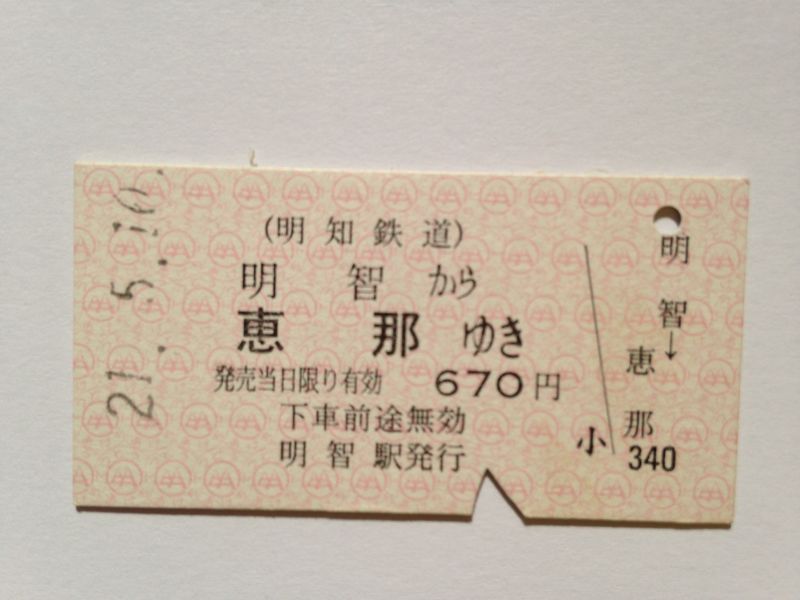 21. 5. 10.
(明知鉄道)
明智から
恵那ゆき
発売当日限り有効 670円
下車前途無効
明智駅発行
小
明智→
恵那
340